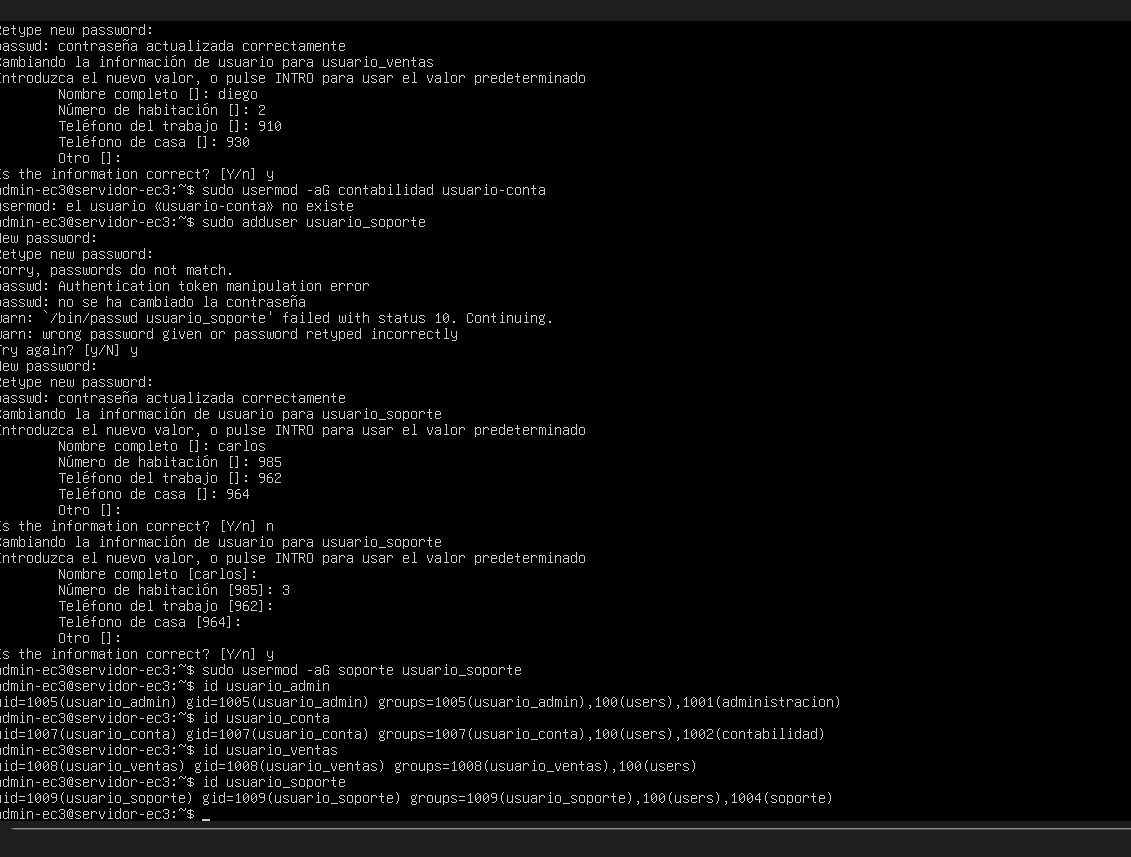 Retype new password:
passwd: contraseña actualizada correctamente
Cambiando la información de usuario para usuario_ventas
Introduzca el nuevo valor, o pulse INTRO para usar el valor predeterminado
Nombre completo []: diego
Número de habitación []: 2
Teléfono del trabajo []: 910
Teléfono de casa []: 930
Otro []:
Is the information correct? [Y/n] y
admin-ec3@servidor-ec3:~$ sudo usermod -aG contabilidad usuario-conta
usermod: el usuario «usuario-conta» no existe
admin-ec3@servidor-ec3:~$ sudo adduser usuario_soporte
New password:
Retype new password:
Sorry, passwords do not match.
passwd: Authentication token manipulation error
passwd: no se ha cambiado la contraseña
warn: `/bin/passwd usuario_soporte' failed with status 10. Continuing.
warn: wrong password given or password retyped incorrectly
Try again? [y/N] y
New password:
Retype new password:
passwd: contraseña actualizada correctamente
Cambiando la información de usuario para usuario_soporte
Introduzca el nuevo valor, o pulse INTRO para usar el valor predeterminado
Nombre completo []: carlos
Número de habitación []: 985
Teléfono del trabajo []: 962
Teléfono de casa []: 964
Otro []:
Is the information correct? [Y/n] n
Cambiando la información de usuario para usuario_soporte
Introduzca el nuevo valor, o pulse INTRO para usar el valor predeterminado
Nombre completo [carlos]:
Número de habitación [985]: 3
Teléfono del trabajo [962]:
Teléfono de casa [964]:
Otro []:
Is the information correct? [Y/n] y
admin-ec3@servidor-ec3:~$ sudo usermod -aG soporte usuario_soporte
admin-ec3@servidor-ec3:~$ id usuario_admin
uid=1005(usuario_admin) gid=1005(usuario_admin) groups=1005(usuario_admin),100(users),1001(administracion)
admin-ec3@servidor-ec3:~$ id usuario_conta
uid=1007(usuario_conta) gid=1007(usuario_conta) groups=1007(usuario_conta),100(users),1002(contabilidad)
admin-ec3@servidor-ec3:~$ id usuario_ventas
uid=1008(usuario_ventas) gid=1008(usuario_ventas) groups=1008(usuario_ventas),100(users)
admin-ec3@servidor-ec3:~$ id usuario_soporte
uid=1009(usuario_soporte) gid=1009(usuario_soporte) groups=1009(usuario_soporte),100(users),1004(soporte)
admin-ec3@servidor-ec3:~$ _